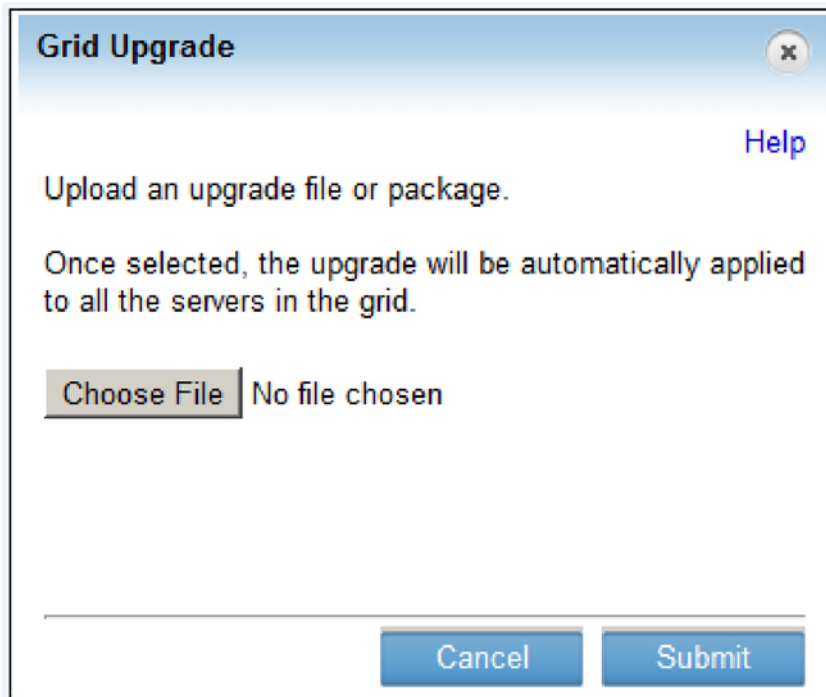 Grid Upgrade
Help
Upload an upgrade file or package.
Once selected, the upgrade will be automatically applied
to all the servers in the grid.
Choose File No file chosen
Cancel Submit